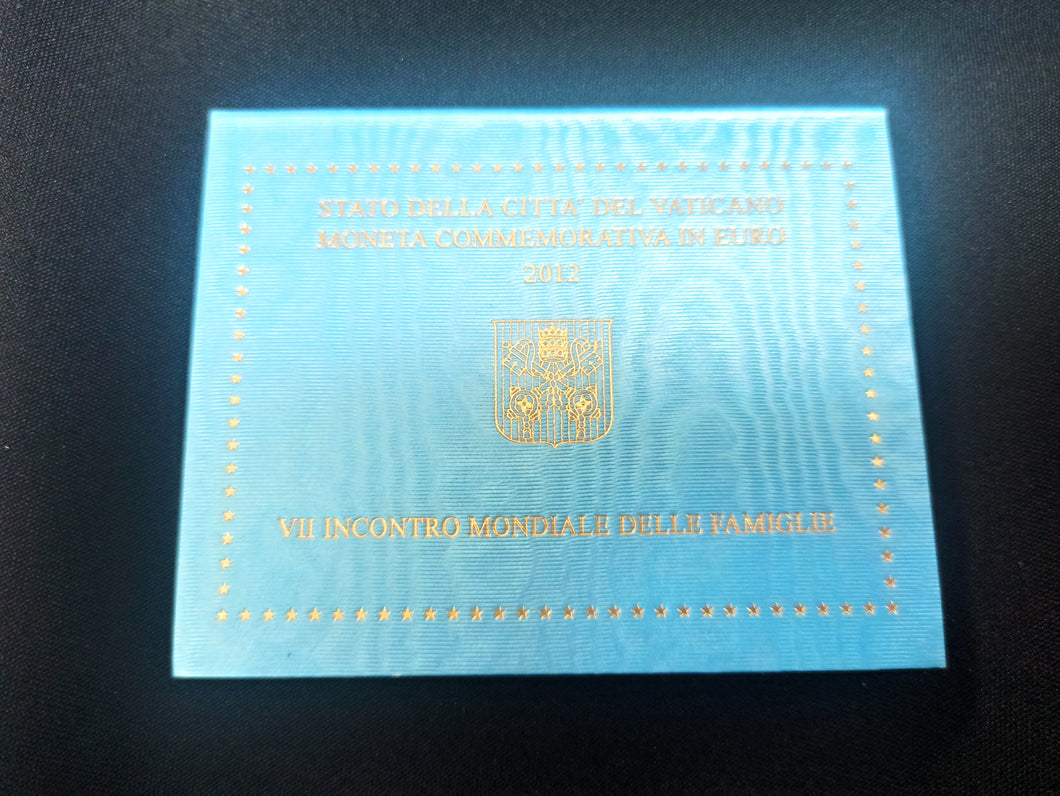 STATO DELLA CITTA' DEL VATICANO
MONETA COMMEMORATIVA IN EURO
2012
VII INCONTRO MONDIALE DELLE FAMIGLIE